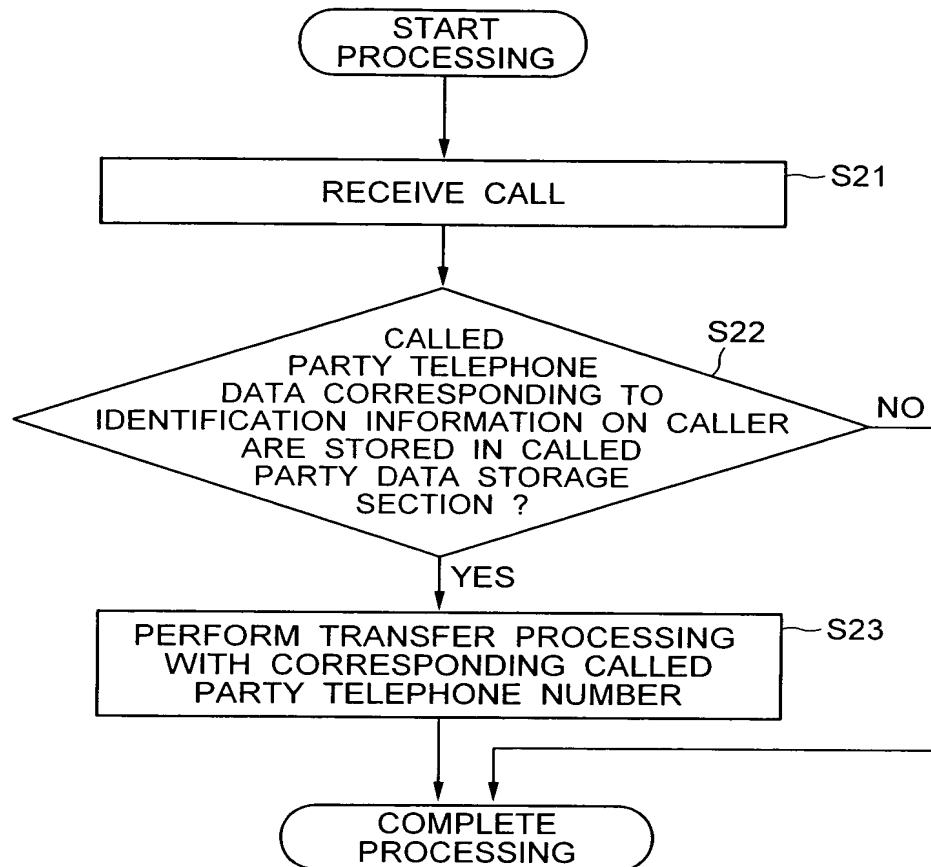 START
PROCESSING
RECEIVE CALL
S21
CALLED
PARTY TELEPHONE
DATA CORRESPONDING TO
IDENTIFICATION INFORMATION ON CALLER
ARE STORED IN CALLED
PARTY DATA STORAGE
SECTION ?
S22
NO
YES
PERFORM TRANSFER PROCESSING
WITH CORRESPONDING CALLED
PARTY TELEPHONE NUMBER
S23
COMPLETE
PROCESSING